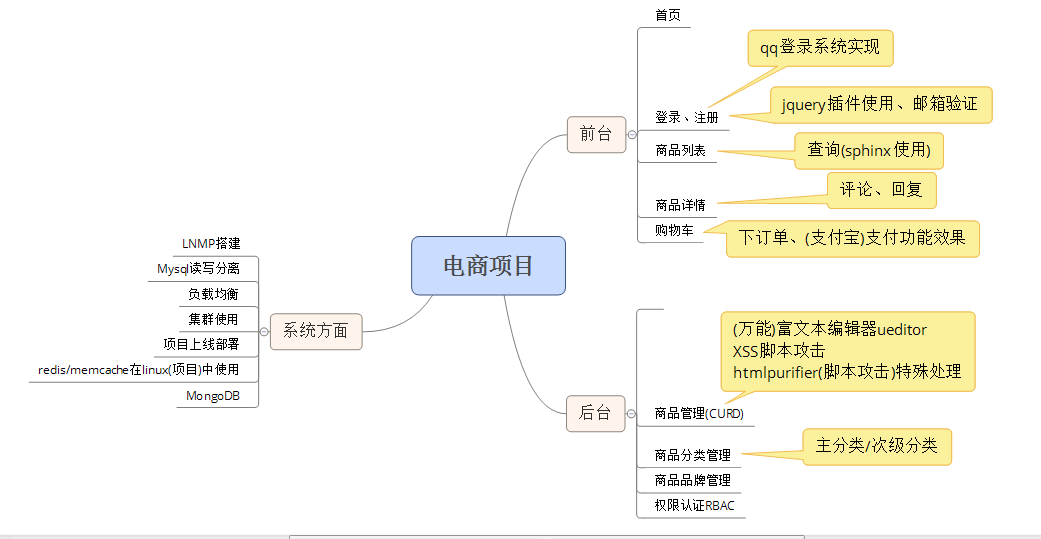 首页
qq登录系统实现
jquery插件使用、邮箱验证
登录、注册
前台
商品列表
查询(sphinx使用)
评论、回复
商品详情
购物车
下订单、(支付宝)支付功能效果
电商项目
LNMP搭建
Mysql读写分离
负载均衡
集群使用
系统方面
项目上线部署
redis/memcache在linux(项目)中使用
MongoDB
(万能)富文本编辑器ueditor
XSS脚本攻击
htmlpurifier(脚本攻击)特殊处理
后台
商品管理(CURD)
商品分类管理
主分类/次级分类
商品品牌管理
权限认证RBAC